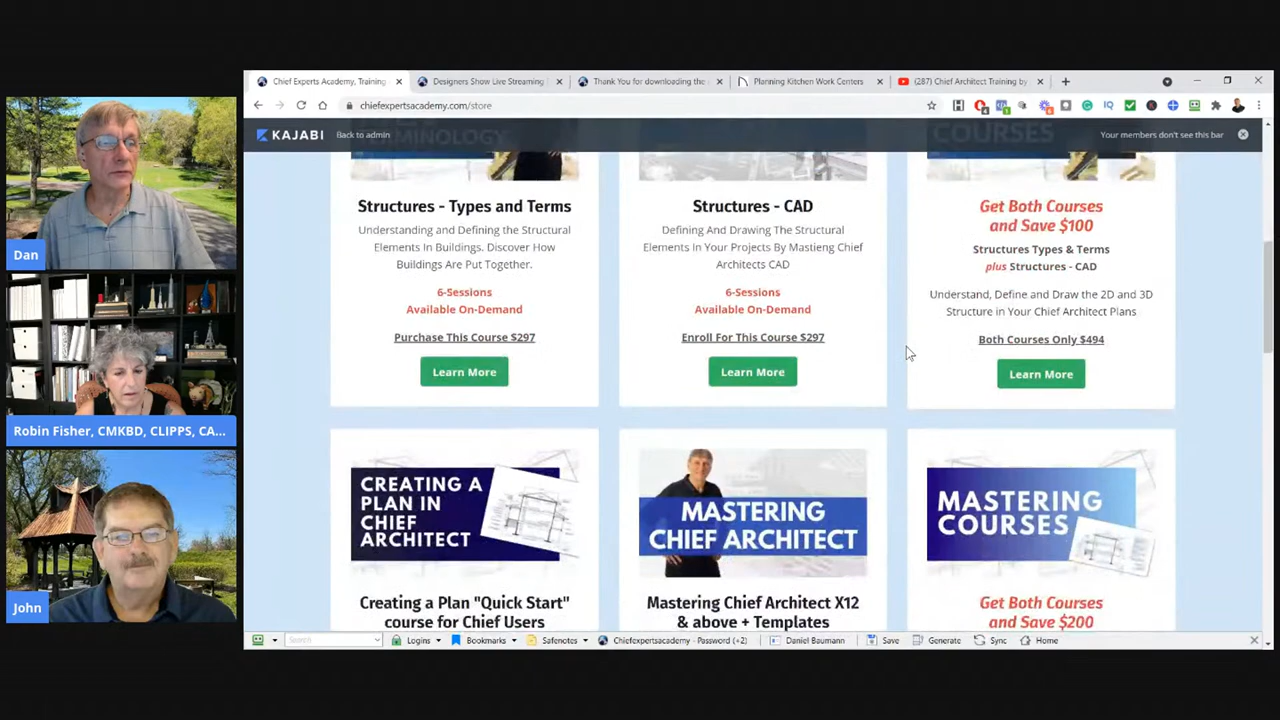 Dan
Robin Fisher, CMKBD, CLIPPS, CA...
John
Chief Experts Academy, Training
Designers Show Live Streaming
Thank You for downloading the
Planning Kitchen Work Centers
(287) Chief Architect Training by
chiefexpertsacademy.com/store
KAJABI
Back to admin
Your members don't see this bar
TERMINOLOGY
COURSES
Structures - Types and Terms
Understanding and Defining the Structural
Elements In Buildings. Discover How
Buildings Are Put Together.
6-Sessions
Available On-Demand
Purchase This Course $297
Learn More
Structures - CAD
Defining And Drawing The Structural
Elements In Your Projects By Mastieng Chief
Architects CAD
6-Sessions
Available On-Demand
Enroll For This Course $297
Learn More
Get Both Courses
and Save $100
Structures Types & Terms
plus Structures - CAD
Understand, Define and Draw the 2D and 3D
Structure in Your Chief Architect Plans
Both Courses Only $494
Learn More
CREATING A
PLAN IN
CHIEF
ARCHITECT
Creating a Plan "Quick Start"
course for Chief Users
MASTERING
CHIEF ARCHITECT
Mastering Chief Architect X12
& above + Templates
MASTERING
COURSES
Get Both Courses
and Save $200
Search
Logins
Bookmarks
Safenotes
Chiefexpertsacademy - Password (+2)
Daniel Baumann
Save
Generate
Sync
Home